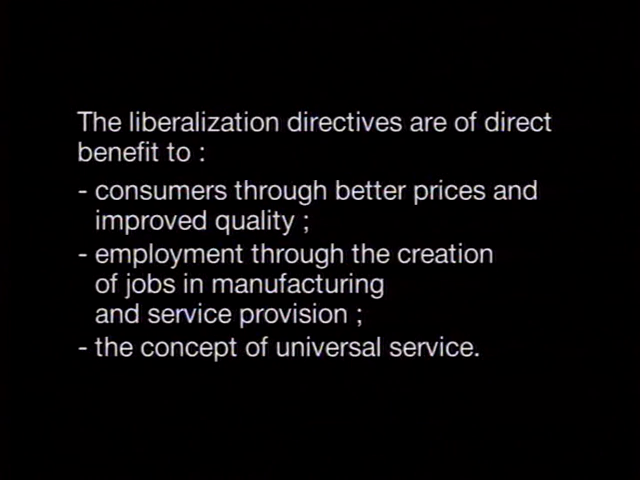 The liberalization directives are of direct
benefit to :
- consumers through better prices and
improved quality ;
- employment through the creation
of jobs in manufacturing
and service provision ;
- the concept of universal service.